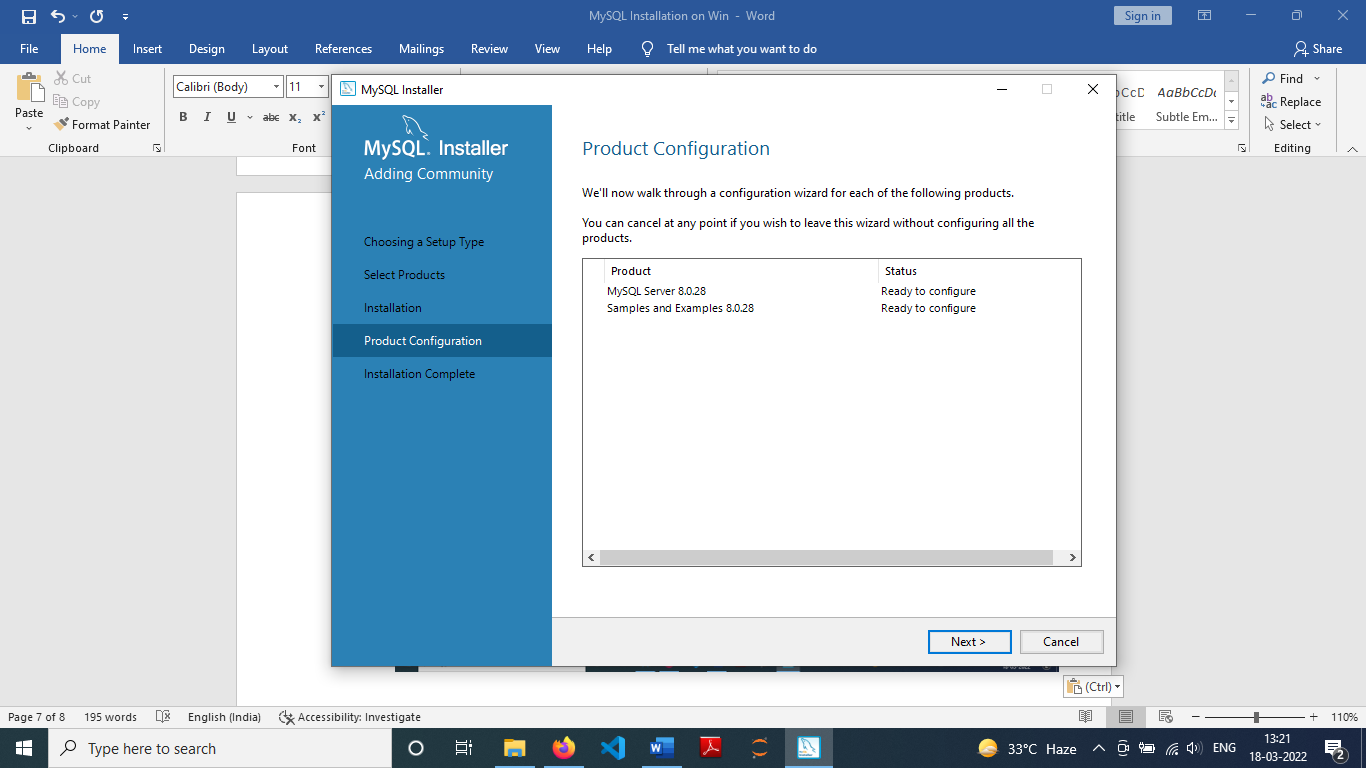 MySQL Installation on Win - Word
Sign in
File Home Insert Design Layout References Mailings Review View Help Tell me what you want to do Share
Paste
Cut
Copy
Format Painter
Clipboard
Calibri (Body) 11
B I U abc x₂ x²
Font
AaBbCcDc
Subtle Em...
Find
Replace
Select
Editing
MySQL Installer
MySQL. Installer
Adding Community
Choosing a Setup Type
Select Products
Installation
Product Configuration
Installation Complete
Product Configuration
We'll now walk through a configuration wizard for each of the following products.
You can cancel at any point if you wish to leave this wizard without configuring all the
products.
Product Status
MySQL Server 8.0.28 Ready to configure
Samples and Examples 8.0.28 Ready to configure
Next > Cancel
(Ctrl)
Page 7 of 8 195 words English (India) Accessibility: Investigate 110%
Type here to search
33°C Haze
ENG
13:21
18-03-2022
2